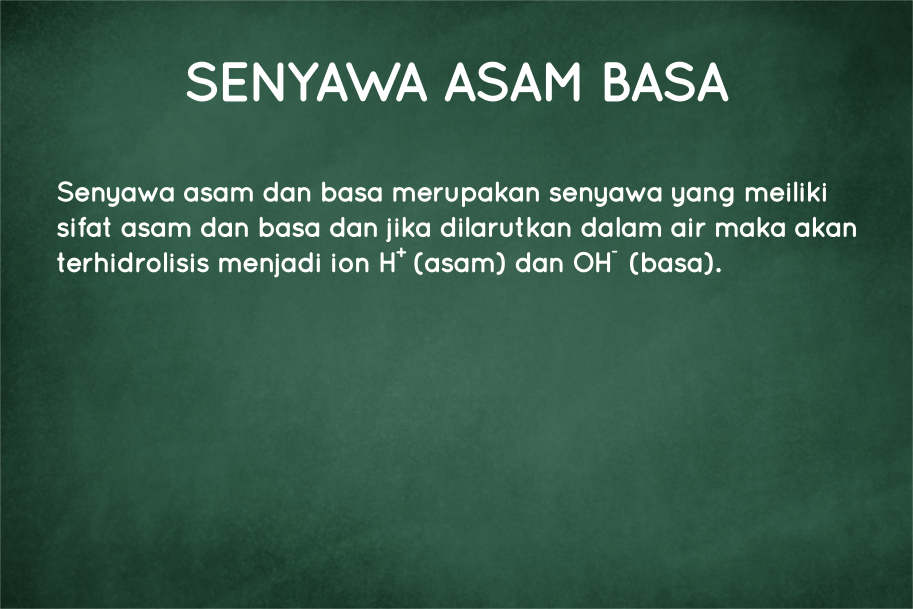 SENYAWA ASAM BASA
Senyawa asam dan basa merupakan senyawa yang meiliki
sifat asam dan basa dan jika dilarutkan dalam air maka akan
terhidrolisis menjadi ion H⁺ (asam) dan OH⁻ (basa).